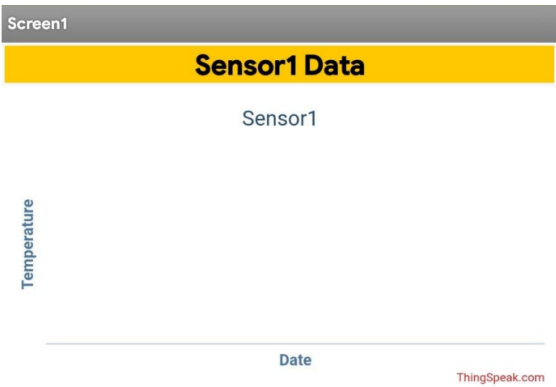 Screen1
Sensor1 Data
Sensor1
Temperature
Date
ThingSpeak.com